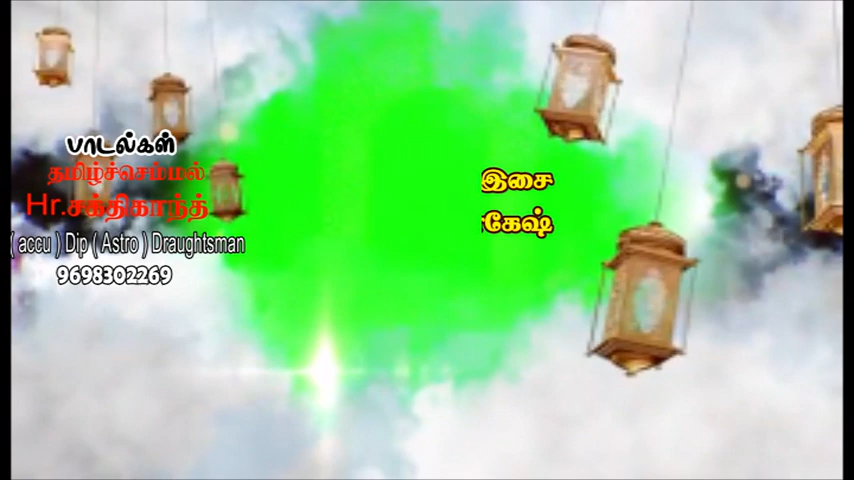 பாடல்கள்
தமிழ்ச்செம்மல்.
Hr.சக்திகாந்த்
( accu ) Dip ( Astro ) Draughtsman
9698302269
இசை
கேஷ்